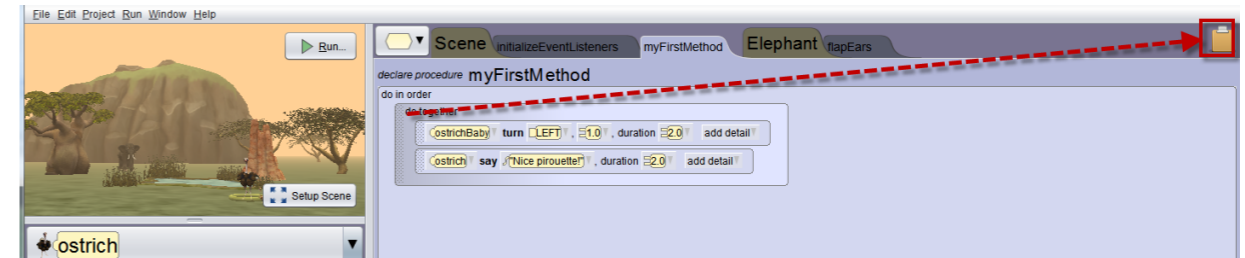 File Edit Project Run Window Help
Run...
Scene initializeEventListeners myFirstMethod Elephant flapEars
declare procedure myFirstMethod
do in order
do together
ostrichBaby turn LEFT , 1.0 , duration 2.0 add detail
ostrich say "Nice pirouette!" , duration 2.0 add detail
Setup Scene
ostrich